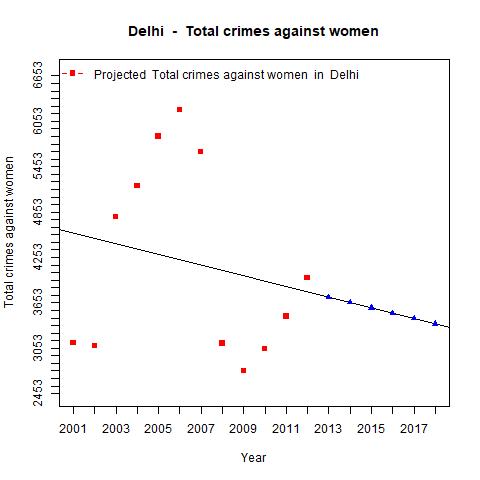 Delhi - Total crimes against women
Projected Total crimes against women in Delhi
Total crimes against women
6653
6053
5453
4853
4253
3653
3053
2453
2001 2003 2005 2007 2009 2011 2013 2015 2017
Year